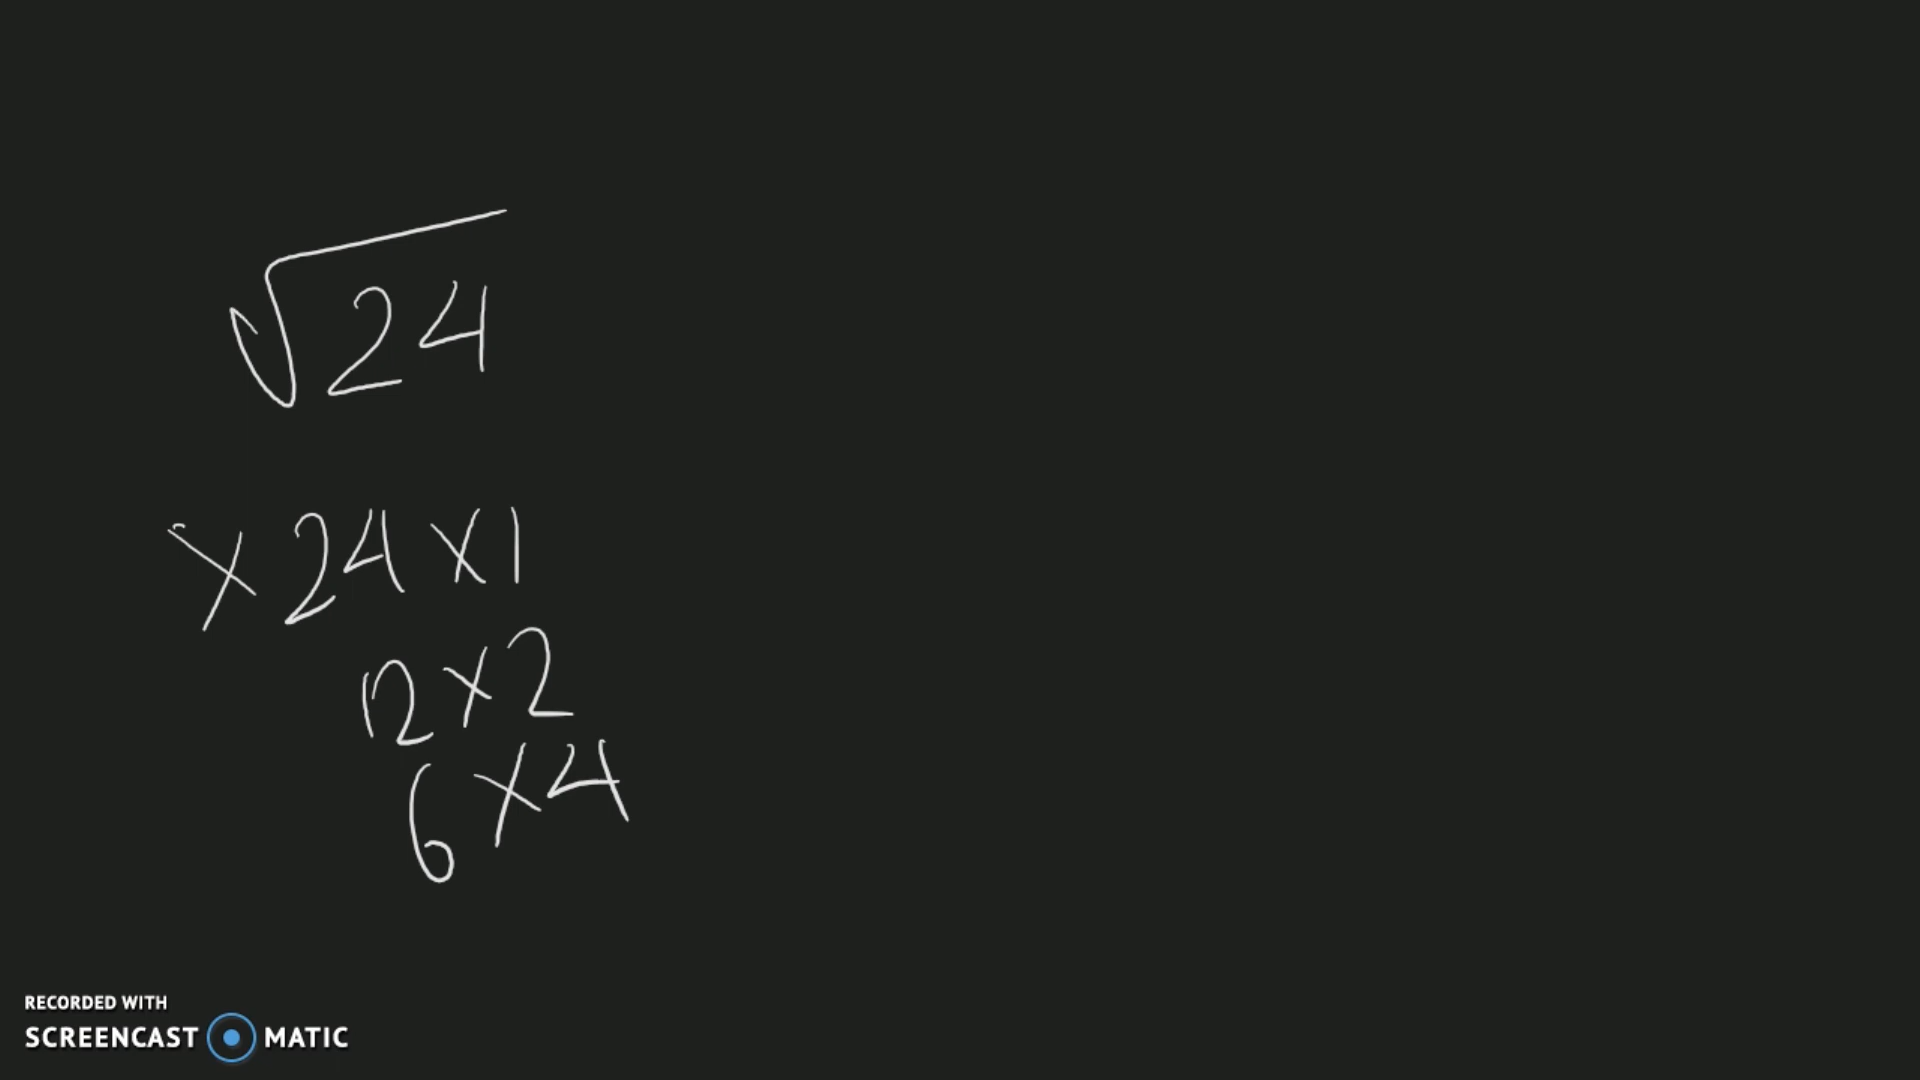 √24
× 24 × 1
12 × 2
6 × 4
RECORDED WITH
SCREENCAST MATIC